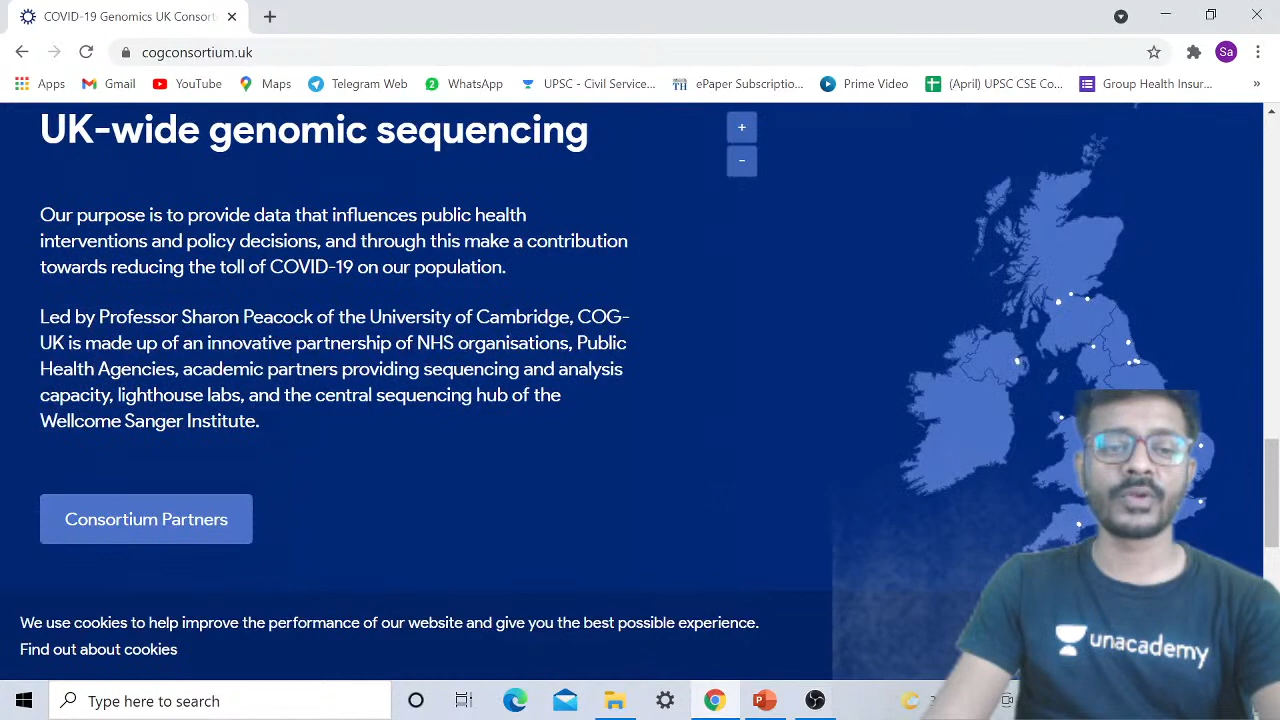 COVID-19 Genomics UK Consort
cogconsortium.uk
Sa
Apps
Gmail
YouTube
Maps
Telegram Web
2
WhatsApp
UPSC - Civil Service...
TH
ePaper Subscriptio...
Prime Video
(April) UPSC CSE Co...
Group Health Insur...
»
UK-wide genomic sequencing
+
-
Our purpose is to provide data that influences public health
interventions and policy decisions, and through this make a contribution
towards reducing the toll of COVID-19 on our population.
Led by Professor Sharon Peacock of the University of Cambridge, COG-
UK is made up of an innovative partnership of NHS organisations, Public
Health Agencies, academic partners providing sequencing and analysis
capacity, lighthouse labs, and the central sequencing hub of the
Wellcome Sanger Institute.
Consortium Partners
We use cookies to help improve the performance of our website and give you the best possible experience.
Find out about cookies
unacademy
Type here to search